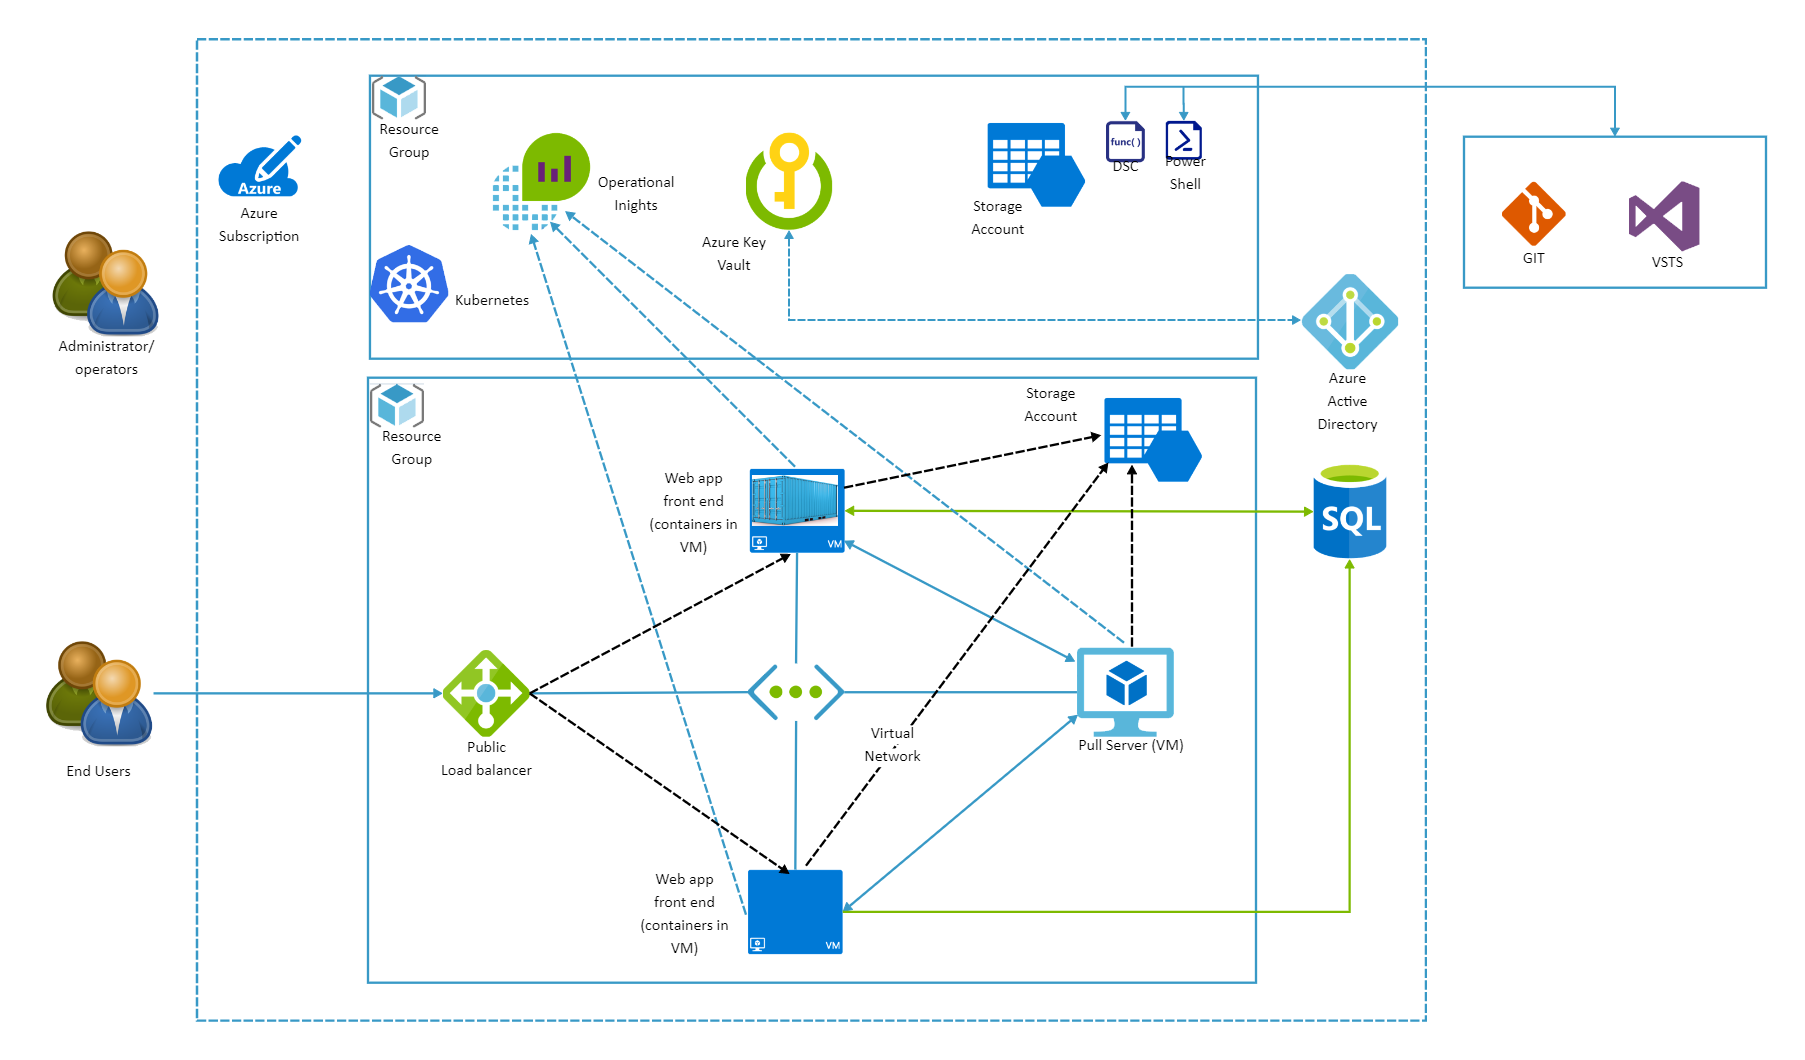 Resource
Group
Azure
Azure
Subscription
Operational
Inights
Azure Key
Vault
Storage
Account
func( )
DSC
Power
Shell
GIT
VSTS
Kubernetes
Administrator/
operators
Azure
Active
Directory
Resource
Group
Storage
Account
Web app
front end
(containers in
VM)
VM
SQL
Public
Load balancer
End Users
Virtual
Network
Pull Server (VM)
Web app
front end
(containers in
VM)
VM